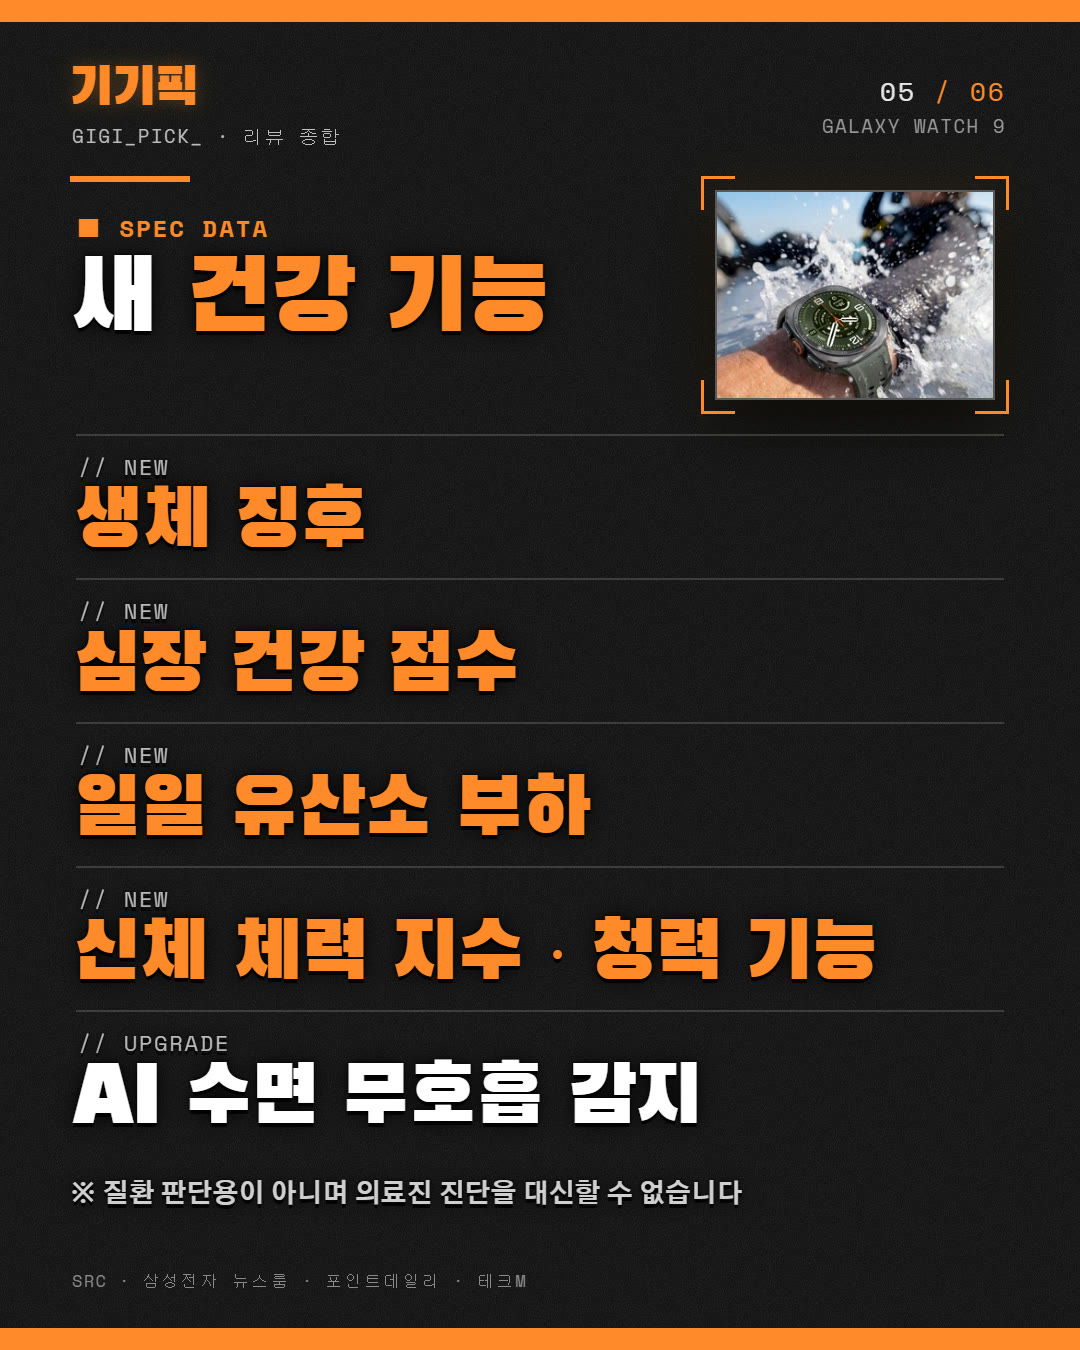 기기픽
GIGI_PICK_ · 리뷰 종합
05 / 06
GALAXY WATCH 9
■ SPEC DATA
새 건강 기능
// NEW
생체 징후
// NEW
심장 건강 점수
// NEW
일일 유산소 부하
// NEW
신체 체력 지수 · 청력 기능
// UPGRADE
AI 수면 무호흡 감지
※ 질환 판단용이 아니며 의료진 진단을 대신할 수 없습니다
SRC · 삼성전자 뉴스룸 · 포인트데일리 · 테크M